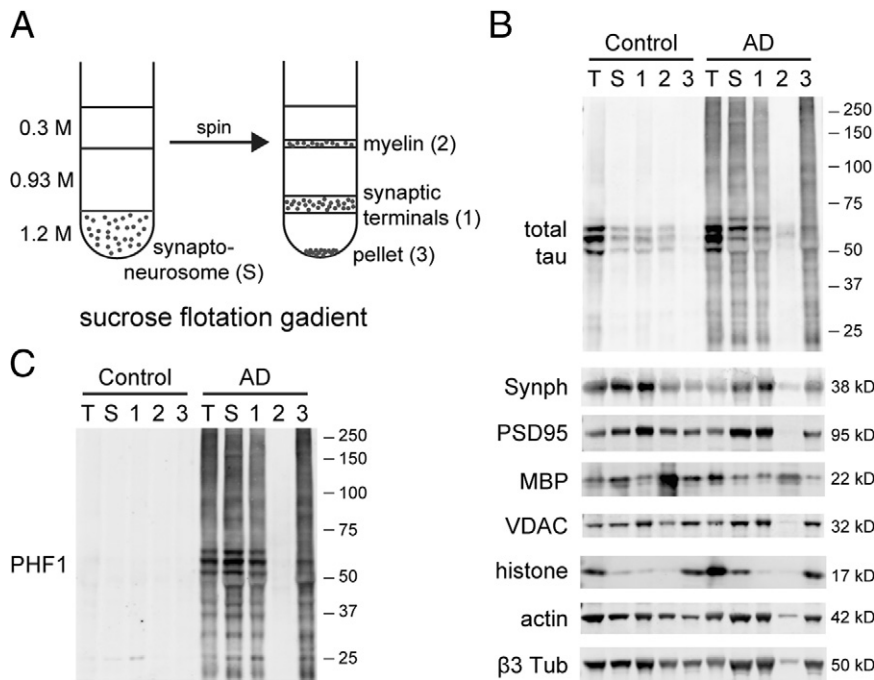 A
0.3 M
0.93 M
1.2 M
spin
myelin (2)
synaptic
terminals (1)
pellet (3)
synapto-
neurosome (S)
sucrose flotation gadient
B
Control AD
T S 1 2 3 T S 1 2 3
250
150
100
75
50
37
25
total
tau
Synph 38 kD
PSD95 95 kD
MBP 22 kD
VDAC 32 kD
histone 17 kD
actin 42 kD
β3 Tub 50 kD
C
Control AD
T S 1 2 3 T S 1 2 3
250
150
100
75
50
37
25
PHF1